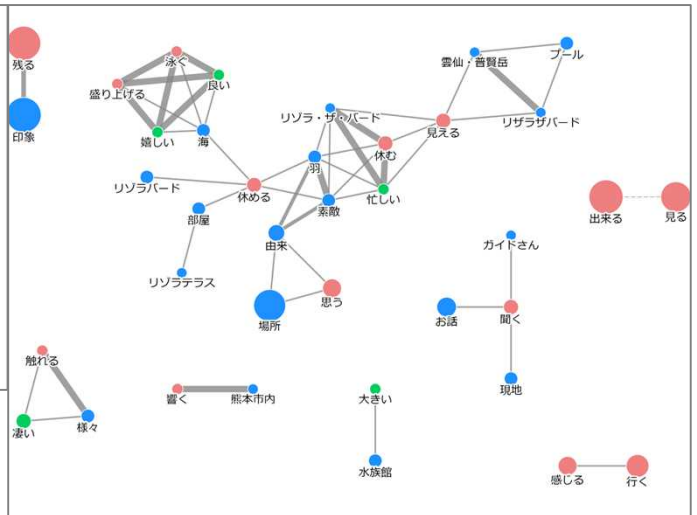 残る
印象
泳ぐ
盛り上げる
良い
嬉しい
海
雲仙・普賢岳
プール
リザラザバード
リゾラ・ザ・バード
見える
休む
羽
忙しい
素敵
リゾラバード
休める
部屋
由来
リゾラテラス
場所
思う
出来る
見る
ガイドさん
お話
聞く
現地
触れる
凄い
様々
響く
熊本市内
大きい
水族館
感じる
行く